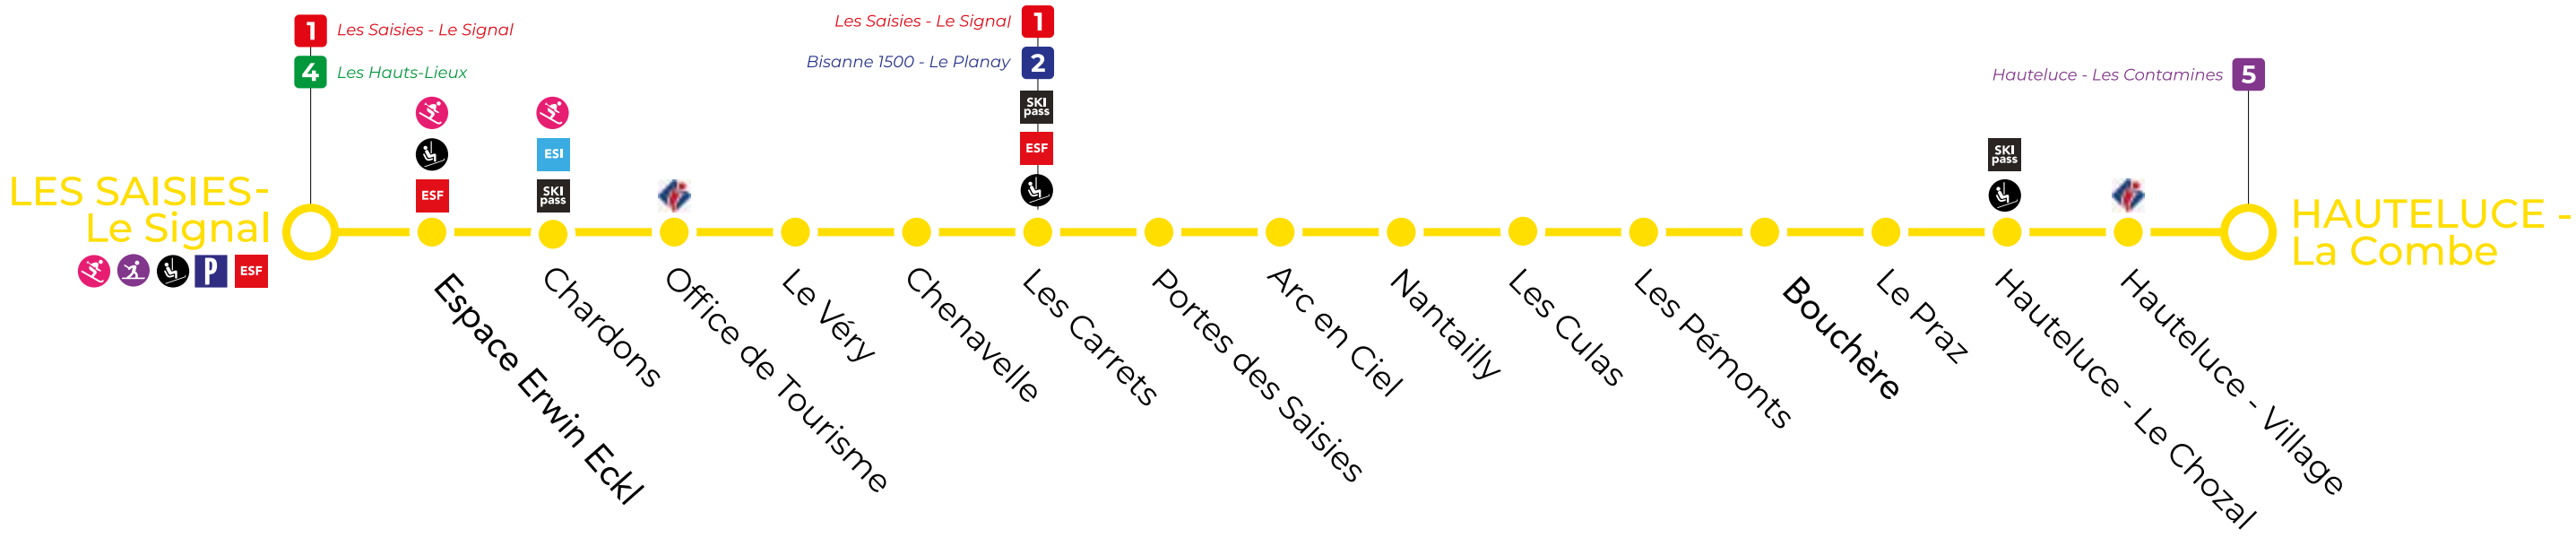 1 Les Saisies - Le Signal
4 Les Hauts-Lieux
Les Saisies - Le Signal 1
Bisanne 1500 - Le Planay 2
Hauteluce - Les Contamines 5
LES SAISIES-
Le Signal
P
ESF
ESF
ESI
SKI
pass
SKI
pass
ESF
SKI
pass
HAUTELUCE -
La Combe
Espace Erwin Eckl
Chardons
Office de Tourisme
Le Véry
Chenavelle
Les Carrets
Portes des Saisies
Arc en Ciel
Nantailly
Les Culas
Les Pémonts
Bouchère
Le Praz
Hauteluce - Le Chozal
Hauteluce - Village